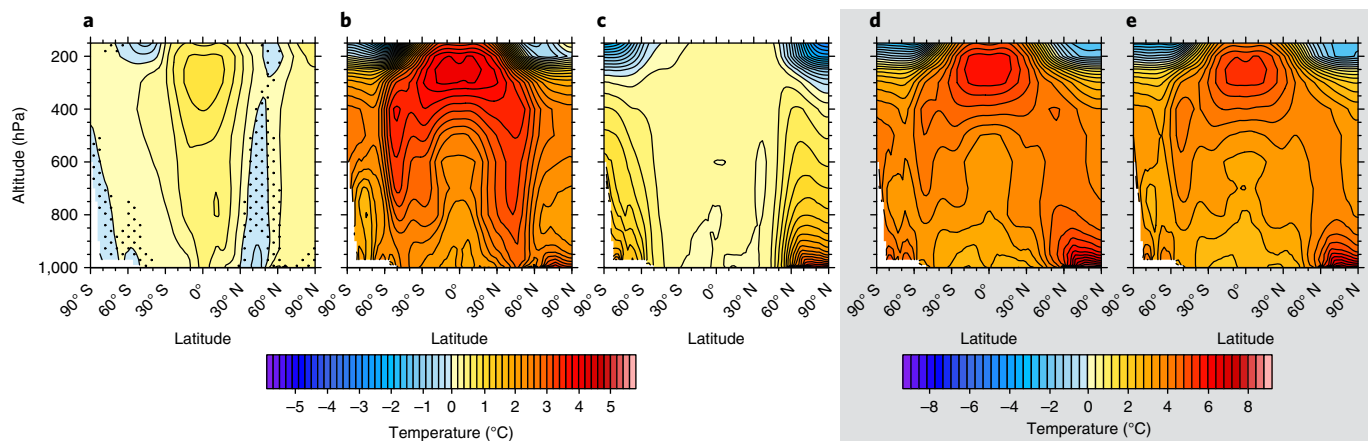 a
b
c
d
e
Altitude (hPa)
200
400
600
800
1,000
90° S
60° S
30° S
0°
30° N
60° N
90° N
90° S
60° S
30° S
0°
30° N
60° N
90° N
90° S
60° S
30° S
0°
30° N
60° N
90° N
90° S
60° S
30° S
0°
30° N
60° N
90° N
90° S
60° S
30° S
0°
30° N
60° N
90° N
Latitude
Latitude
Latitude
Latitude
Latitude
–5 –4 –3 –2 –1 0 1 2 3 4 5
Temperature (°C)
–8 –6 –4 –2 0 2 4 6 8
Temperature (°C)